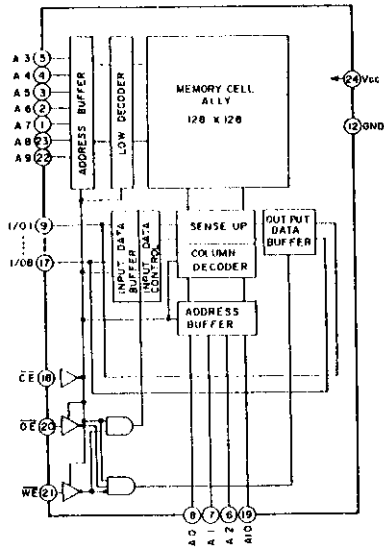 A3 5
A4 4
A5 3
A6 2
A7 1
A8 23
A9 22
ADDRESS BUFFER
LOW DECODER
MEMORY CELL
ALLY
128 X 128
24 Vcc
12 GND
I/O1 9
I/O8 17
INPUT DATA
BUFFER
INPUT DATA
CONTROL
SENSE UP
COLUMN
DECODER
OUTPUT
DATA
BUFFER
ADDRESS
BUFFER
CE 18
OE 20
WE 21
8 7 6 19
A0 A1 A2 A10